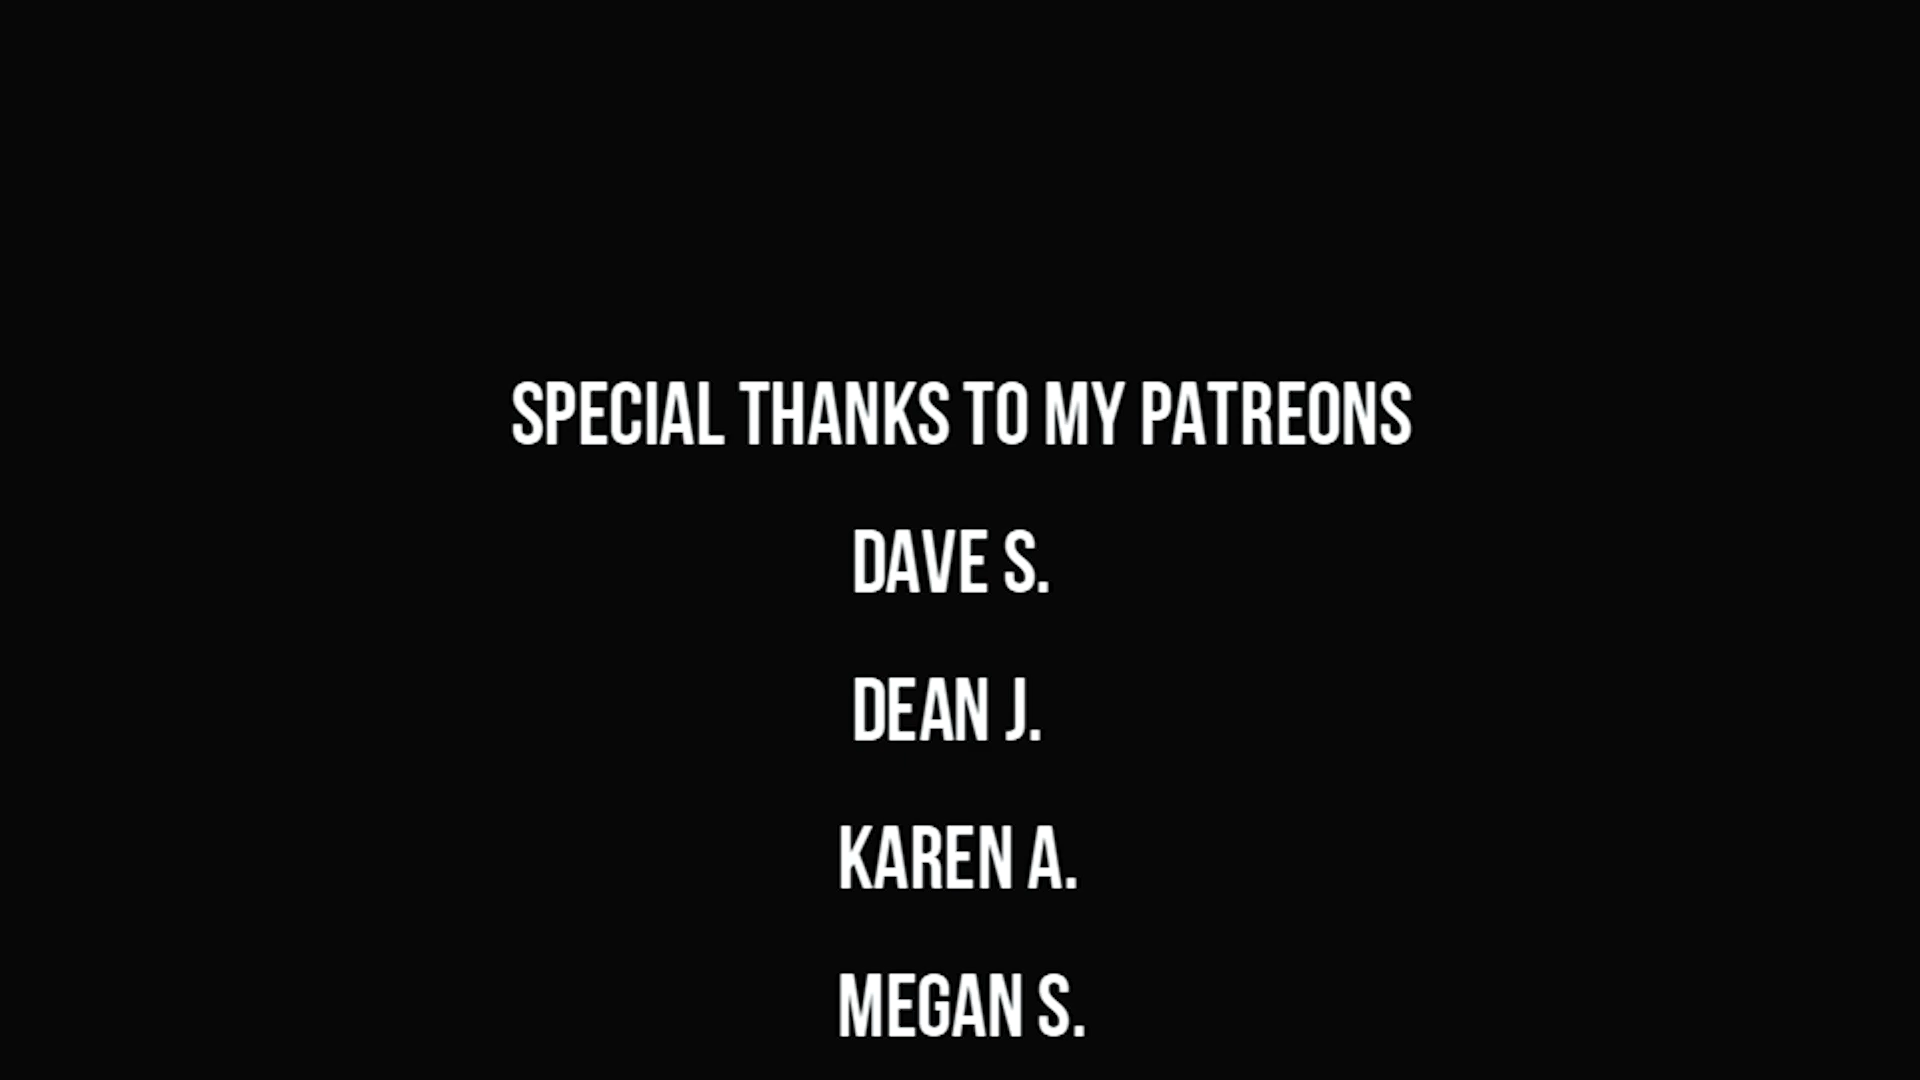 SPECIAL THANKS TO MY PATREONS
DAVE S.
DEAN J.
KAREN A.
MEGAN S.